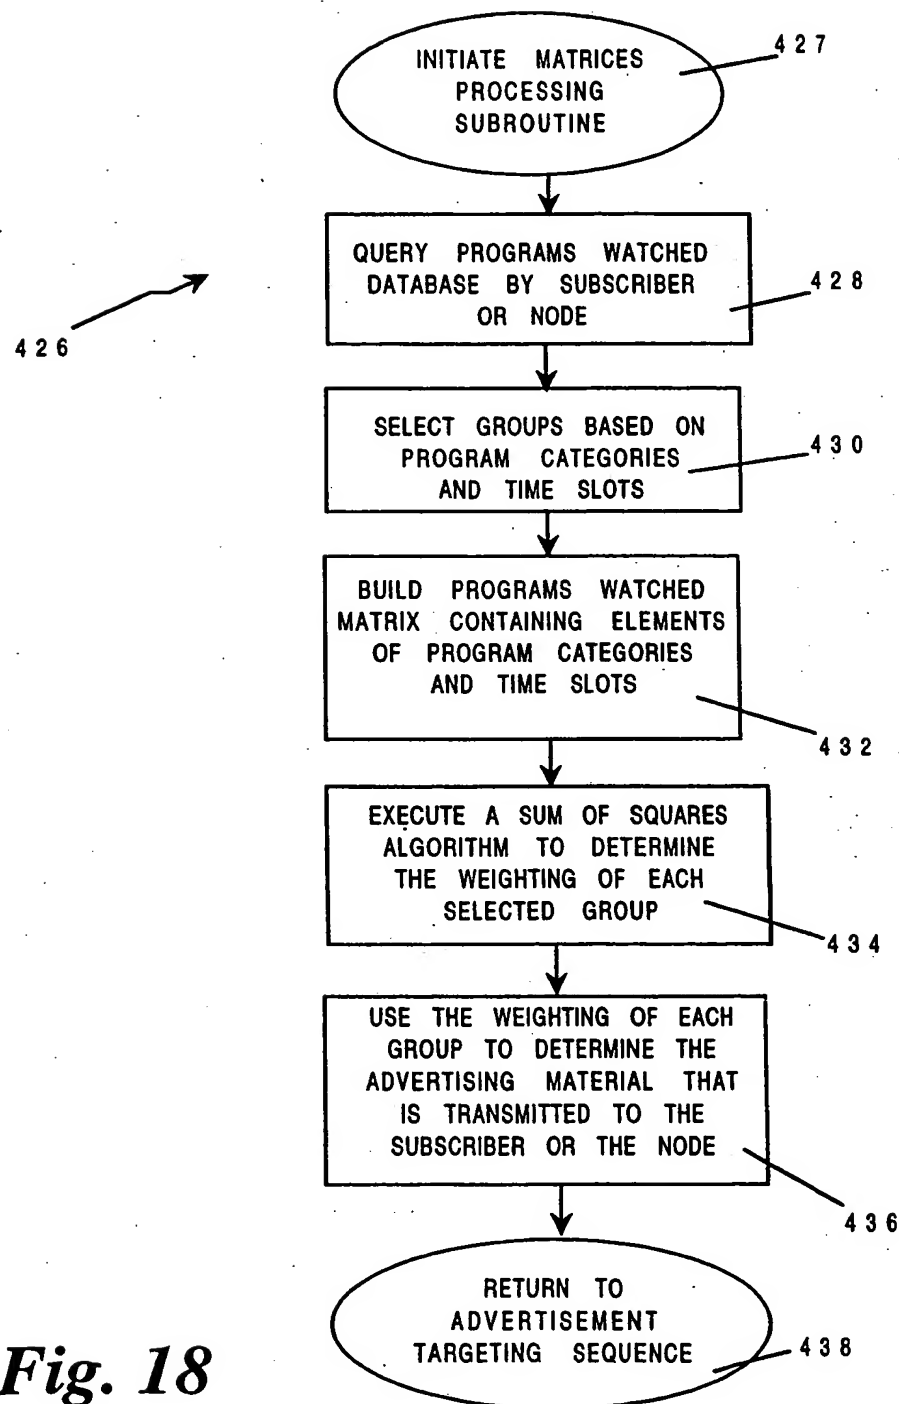 INITIATE MATRICES
PROCESSING
SUBROUTINE
427
QUERY PROGRAMS WATCHED
DATABASE BY SUBSCRIBER
OR NODE
428
426
SELECT GROUPS BASED ON
PROGRAM CATEGORIES
AND TIME SLOTS
430
BUILD PROGRAMS WATCHED
MATRIX CONTAINING ELEMENTS
OF PROGRAM CATEGORIES
AND TIME SLOTS
432
EXECUTE A SUM OF SQUARES
ALGORITHM TO DETERMINE
THE WEIGHTING OF EACH
SELECTED GROUP
434
USE THE WEIGHTING OF EACH
GROUP TO DETERMINE THE
ADVERTISING MATERIAL THAT
IS TRANSMITTED TO THE
SUBSCRIBER OR THE NODE
436
RETURN TO
ADVERTISEMENT
TARGETING SEQUENCE
438
Fig. 18